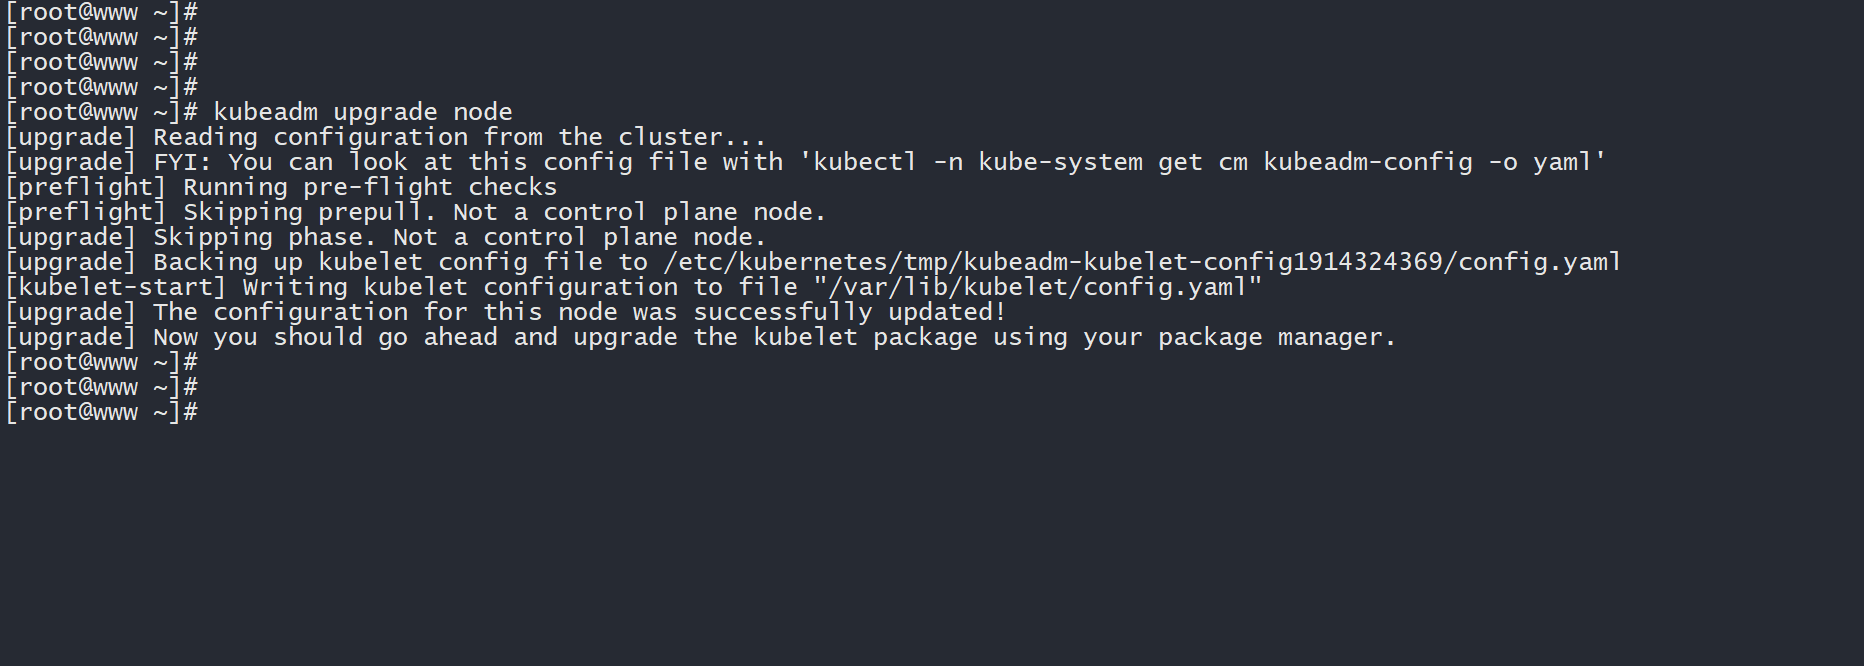 [root@www ~]#
[root@www ~]#
[root@www ~]#
[root@www ~]#
[root@www ~]# kubeadm upgrade node
[upgrade] Reading configuration from the cluster...
[upgrade] FYI: You can look at this config file with 'kubectl -n kube-system get cm kubeadm-config -o yaml'
[preflight] Running pre-flight checks
[preflight] Skipping prepull. Not a control plane node.
[upgrade] Skipping phase. Not a control plane node.
[upgrade] Backing up kubelet config file to /etc/kubernetes/tmp/kubeadm-kubelet-config1914324369/config.yaml
[kubelet-start] Writing kubelet configuration to file "/var/lib/kubelet/config.yaml"
[upgrade] The configuration for this node was successfully updated!
[upgrade] Now you should go ahead and upgrade the kubelet package using your package manager.
[root@www ~]#
[root@www ~]#
[root@www ~]#